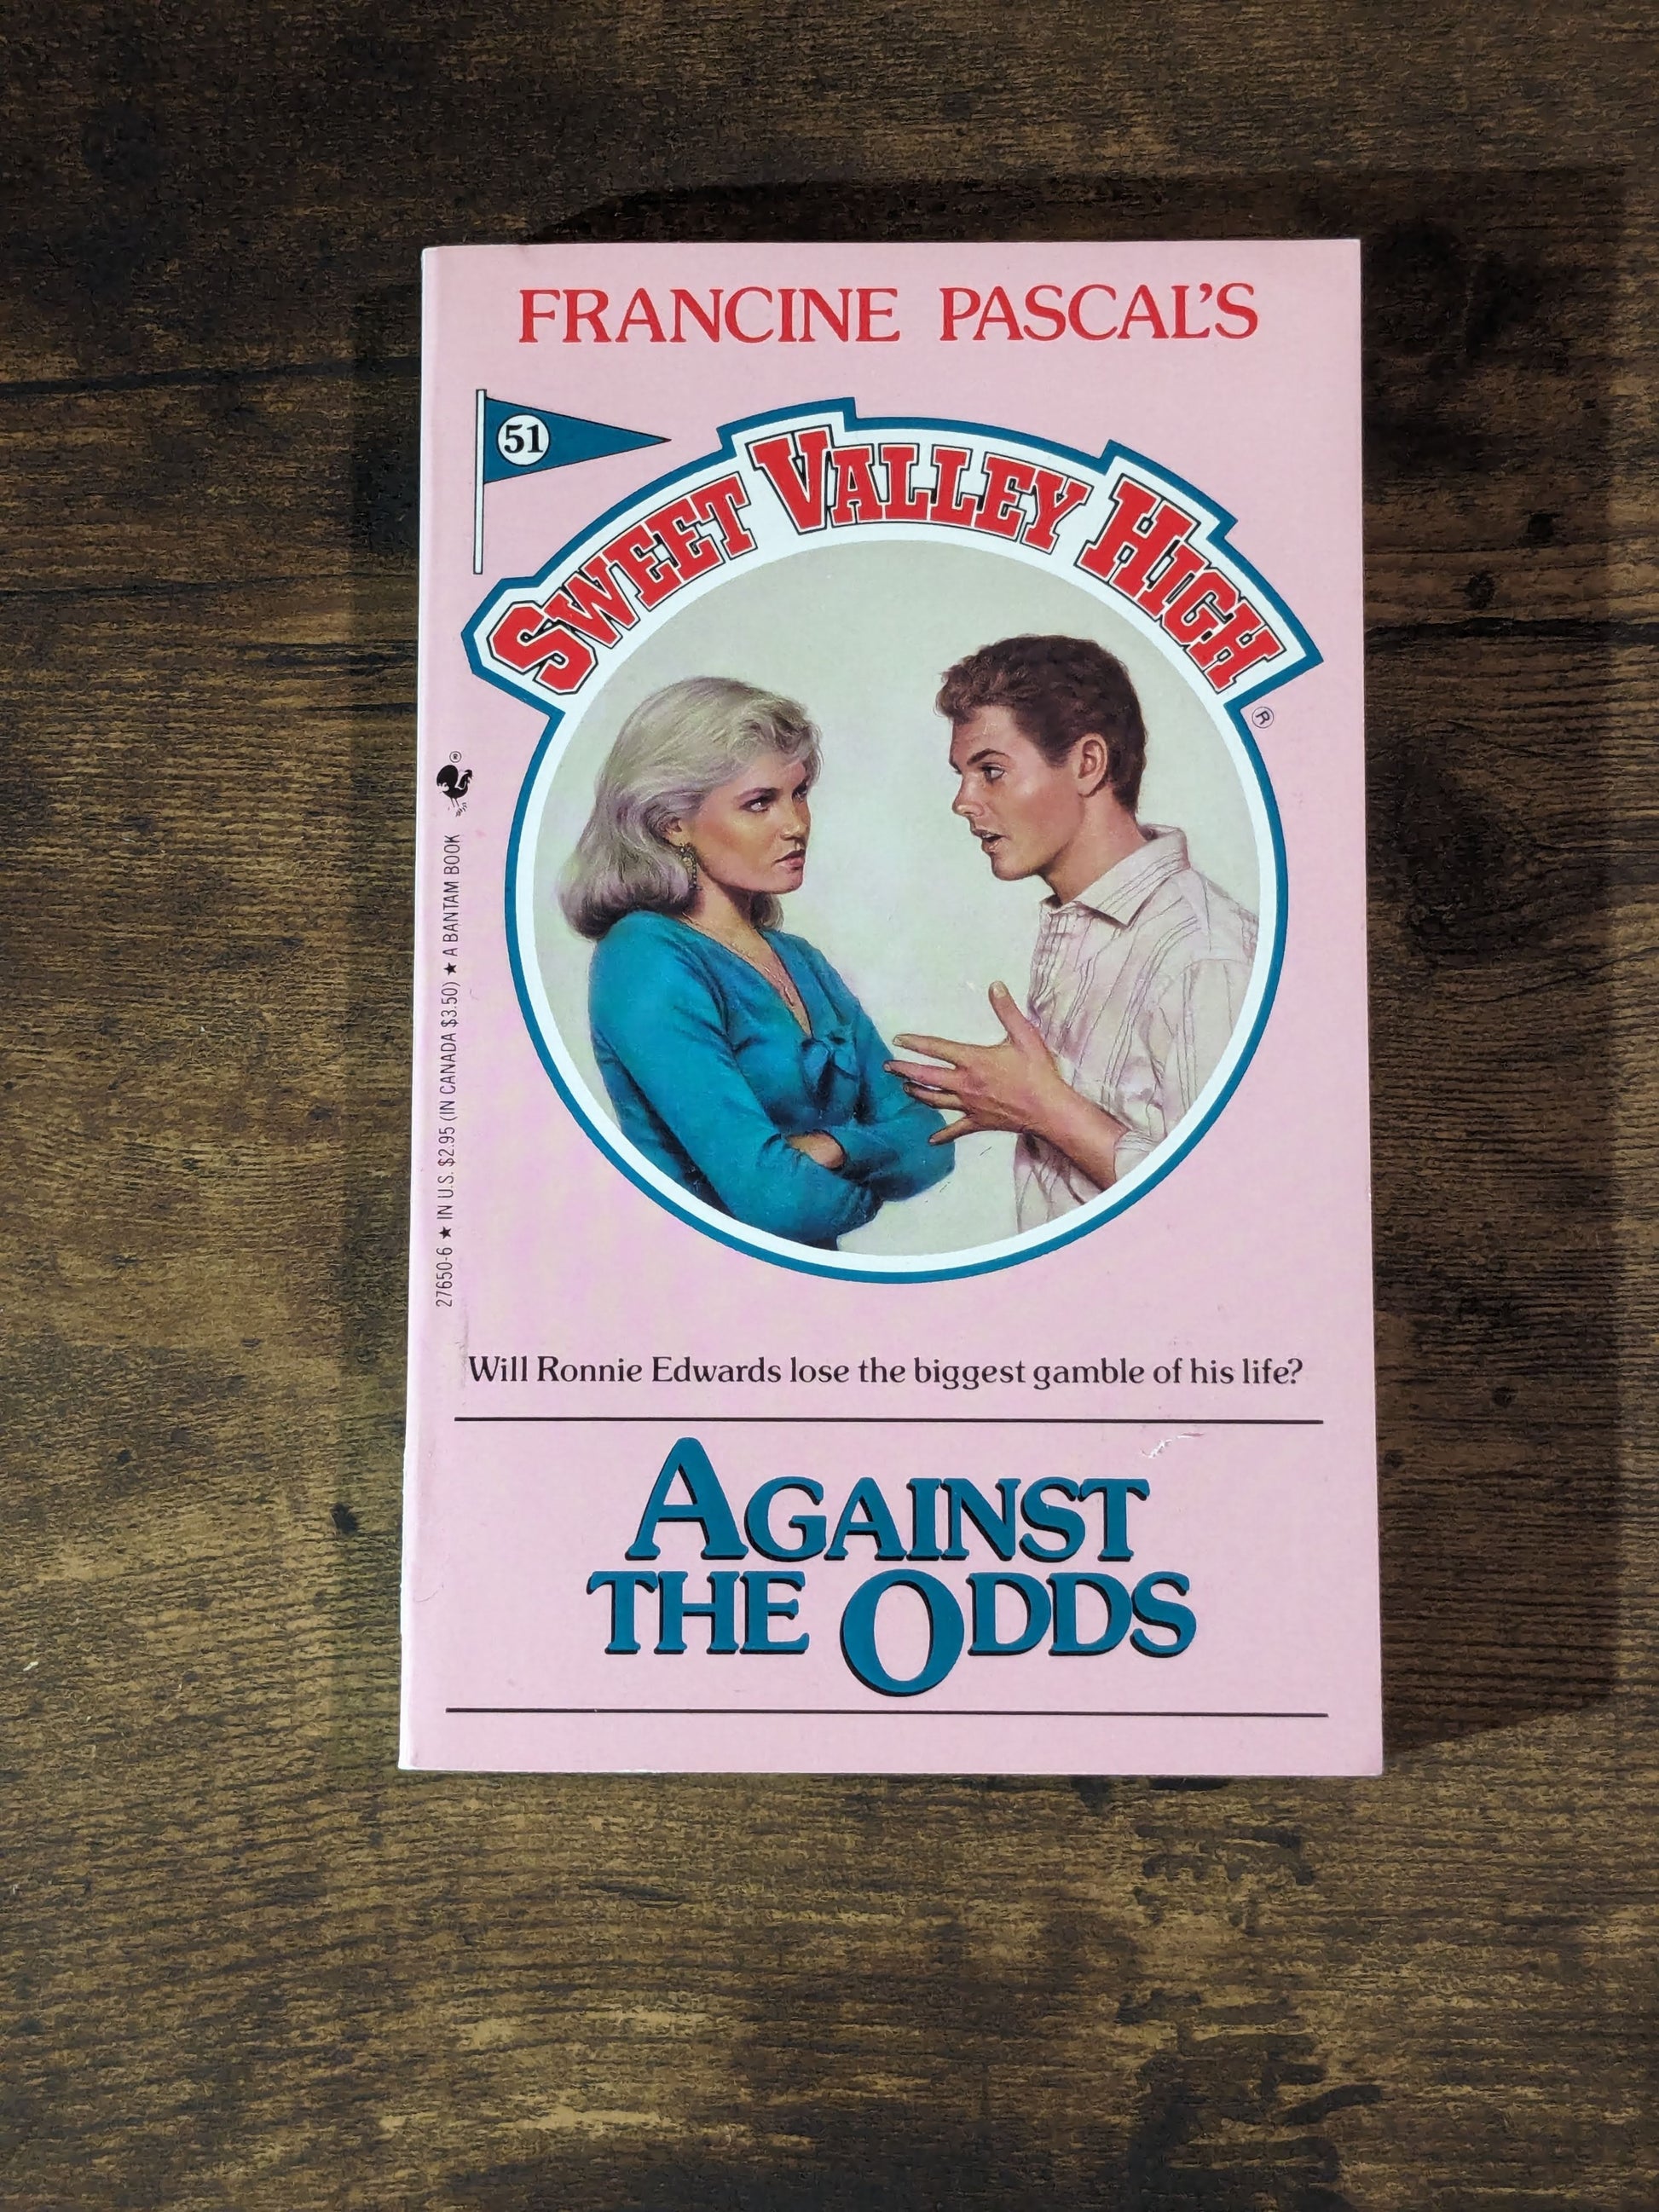 FRANCINE PASCAL'S
51
SWEET VALLEY HIGH
®
27650-6 ★ IN U.S. $2.95 (IN CANADA $3.50) ★ A BANTAM BOOK
®
Will Ronnie Edwards lose the biggest gamble of his life?
AGAINST
THE ODDS